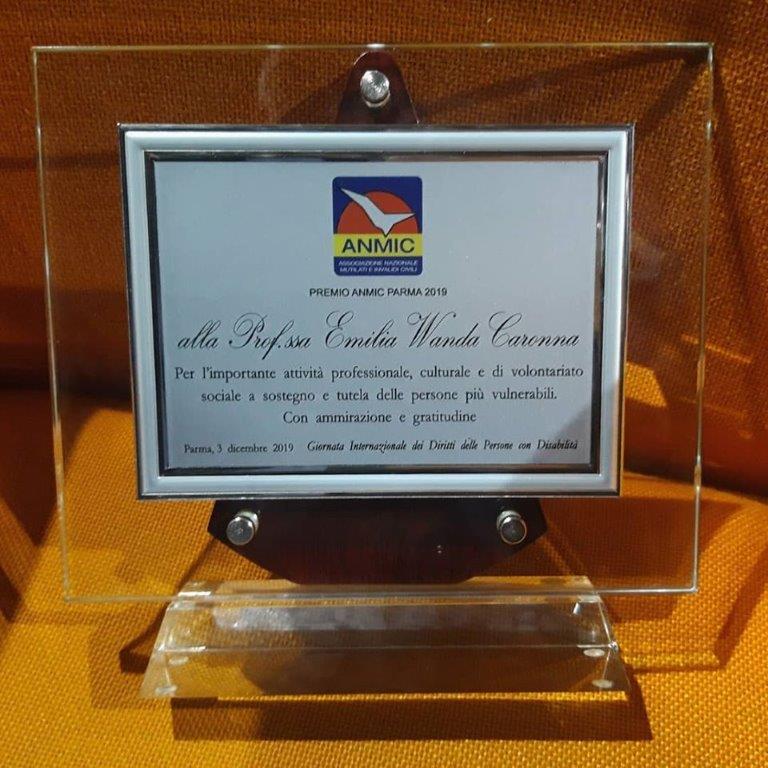 ANMIC
ASSOCIAZIONE NAZIONALE
MUTILATI E INVALIDI CIVILI
PREMIO ANMIC PARMA 2019
alla Prof.ssa Emilia Wanda Caronna
Per l'importante attività professionale, culturale e di volontariato
sociale a sostegno e tutela delle persone più vulnerabili.
Con ammirazione e gratitudine
Parma, 3 dicembre 2019 Giornata Internazionale dei Diritti delle Persone con Disabilità